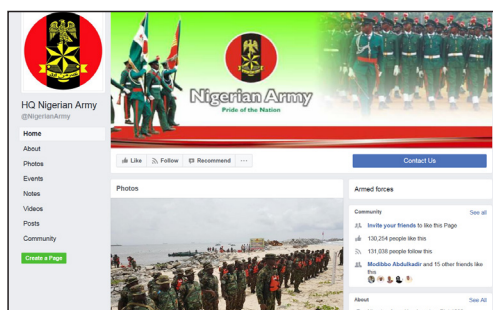 Nigerian Army
Pride of the Nation
HQ Nigerian Army
@NigerianArmy
Home
About
Photos
Events
Notes
Videos
Posts
Community
Create a Page
Like
Follow
Recommend
Contact Us
Photos
Armed forces
Community
See all
Invite your friends to like this Page
130,254 people like this
131,038 people follow this
Modibbo Abdulkadir and 15 other friends like
this
About
See All